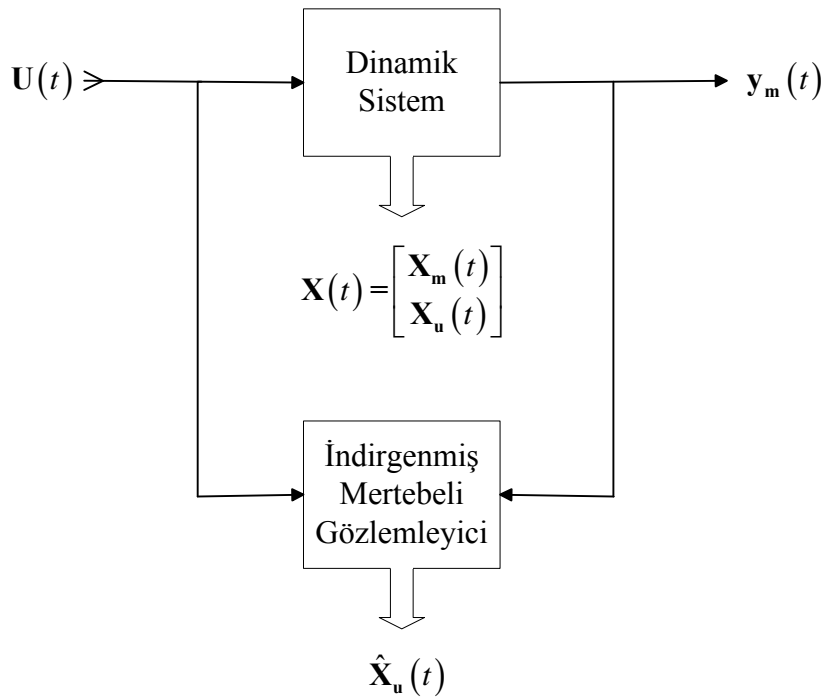 U(t)
Dinamik
Sistem
y_m(t)
X(t) = [X_m(t)
X_u(t)]
İndirgenmiş
Mertebeli
Gözlemleyici
X̂_u(t)